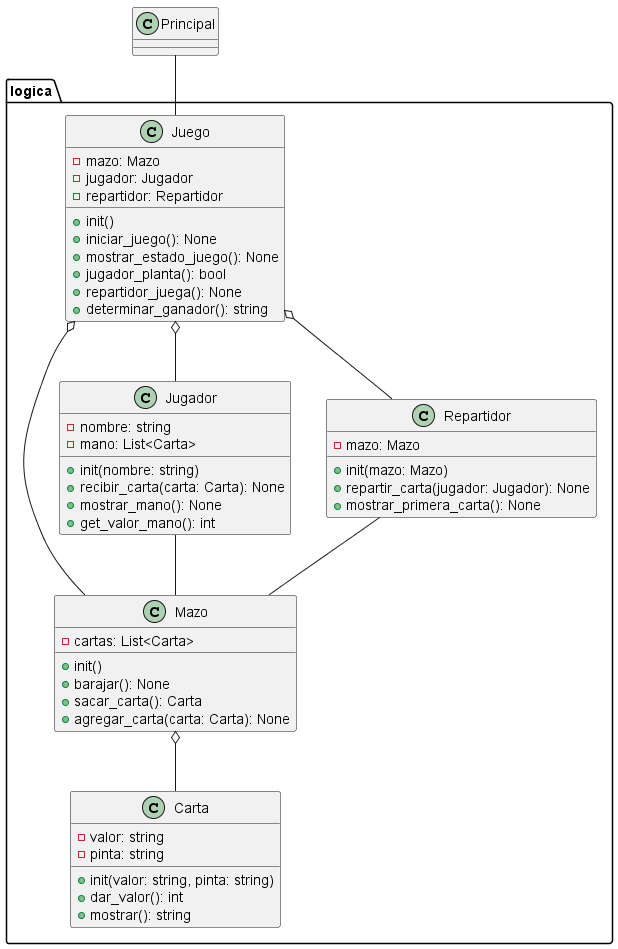 C Principal
logica
C Juego
mazo: Mazo
jugador: Jugador
repartidor: Repartidor
init()
iniciar_juego(): None
mostrar_estado_juego(): None
jugador_planta(): bool
repartidor_juega(): None
determinar_ganador(): string
C Jugador
nombre: string
mano: List<Carta>
init(nombre: string)
recibir_carta(carta: Carta): None
mostrar_mano(): None
get_valor_mano(): int
C Repartidor
mazo: Mazo
init(mazo: Mazo)
repartir_carta(jugador: Jugador): None
mostrar_primera_carta(): None
C Mazo
cartas: List<Carta>
init()
barajar(): None
sacar_carta(): Carta
agregar_carta(carta: Carta): None
C Carta
valor: string
pinta: string
init(valor: string, pinta: string)
dar_valor(): int
mostrar(): string